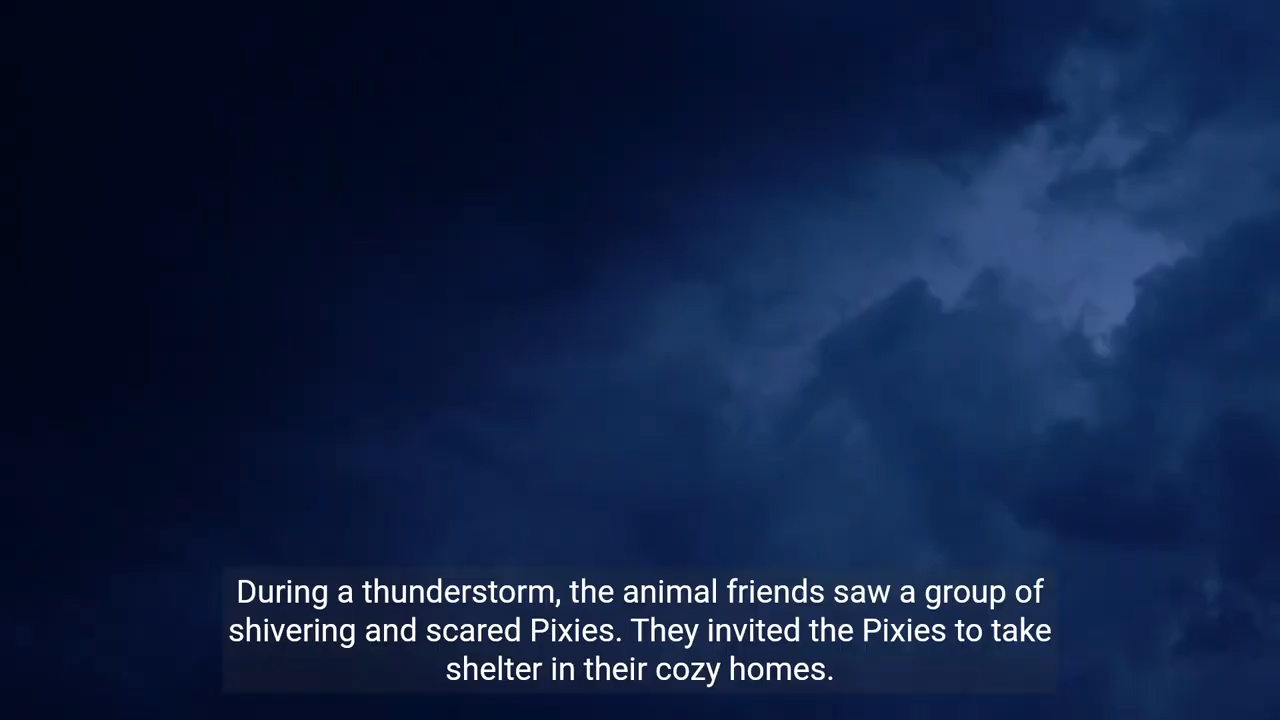 During a thunderstorm, the animal friends saw a group of
shivering and scared Pixies. They invited the Pixies to take
shelter in their cozy homes.